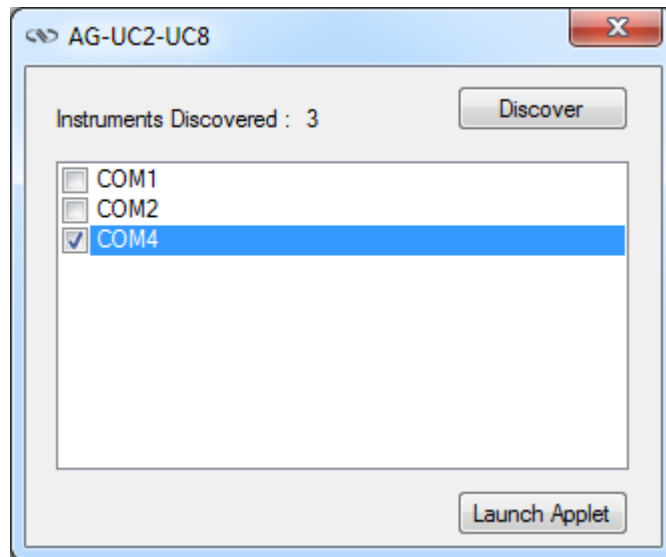 AG-UC2-UC8
Instruments Discovered : 3
Discover
COM1
COM2
COM4
Launch Applet